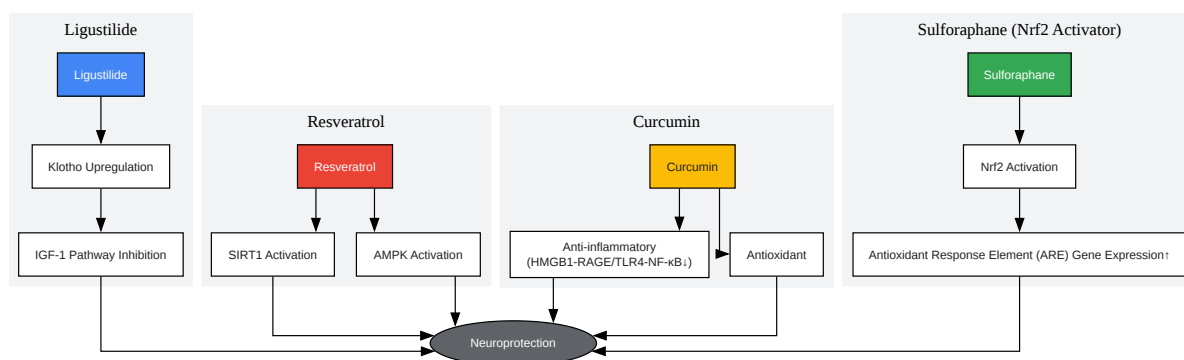 Ligustilide
Ligustilide
Klotho Upregulation
IGF-1 Pathway Inhibition
Resveratrol
Resveratrol
SIRT1 Activation
AMPK Activation
Curcumin
Curcumin
Anti-inflammatory
(HMGB1-RAGE/TLR4-NF-κB↓)
Antioxidant
Sulforaphane (Nrf2 Activator)
Sulforaphane
Nrf2 Activation
Antioxidant Response Element (ARE) Gene Expression↑
Neuroprotection